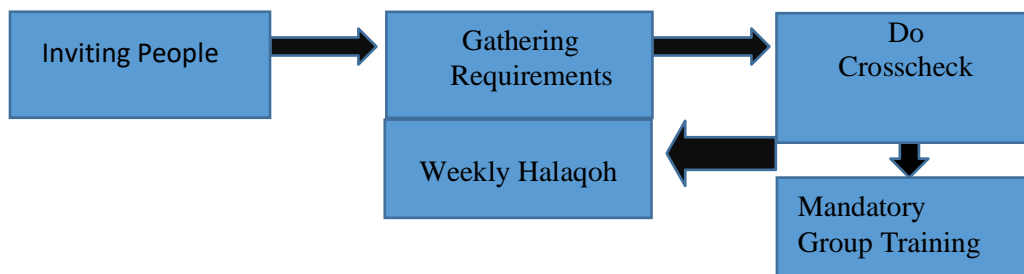 Inviting People
Gathering
Requirements
Do
Crosscheck
Weekly Halaqoh
Mandatory
Group Training